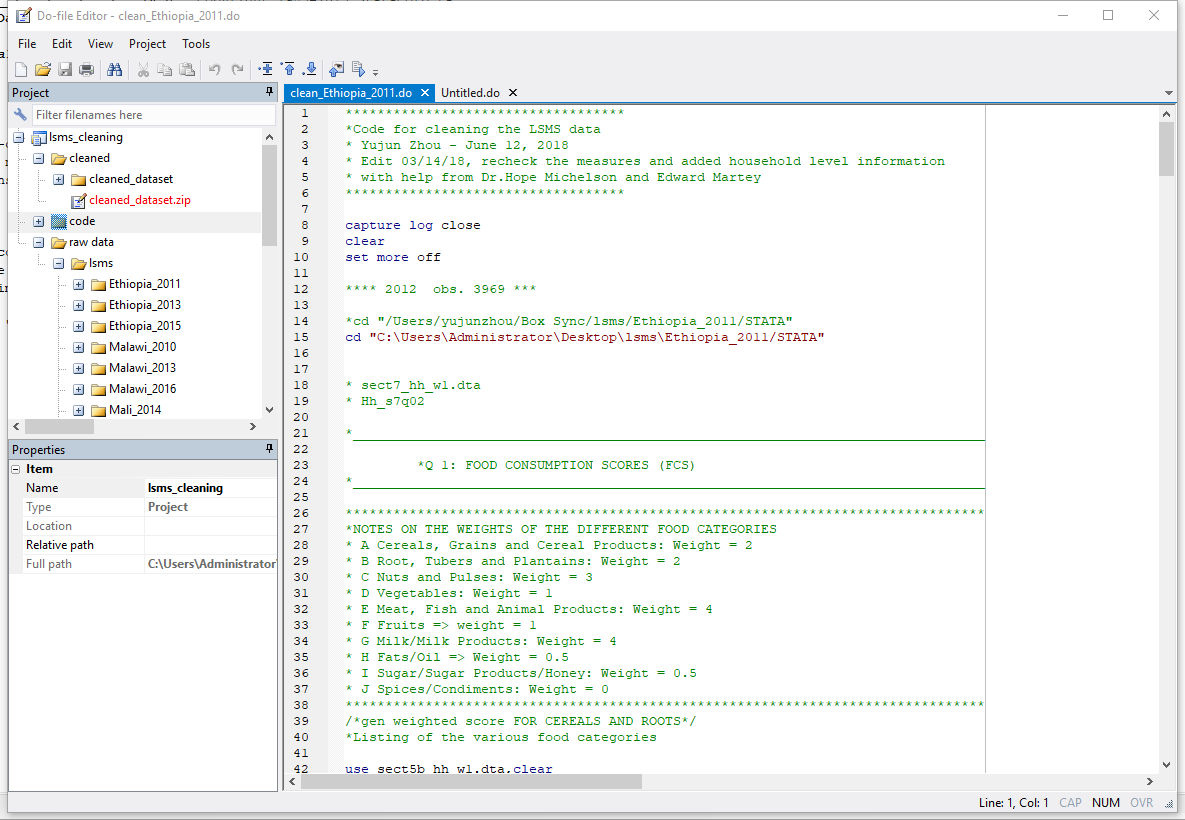 Do-file Editor - clean_Ethiopia_2011.do
File Edit View Project Tools
Project
Filter filenames here
lsms_cleaning
cleaned
cleaned_dataset
cleaned_dataset.zip
code
raw data
lsms
Ethiopia_2011
Ethiopia_2013
Ethiopia_2015
Malawi_2010
Malawi_2013
Malawi_2016
Mali_2014
Properties
Item
Name lsms_cleaning
Type Project
Location
Relative path
Full path C:\Users\Administrator
clean_Ethiopia_2011.do Untitled.do
1 ***********************************
2 *Code for cleaning the LSMS data
3 * Yujun Zhou - June 12, 2018
4 * Edit 03/14/18, recheck the measures and added household level information
5 * with help from Dr.Hope Michelson and Edward Martey
6 ***********************************
7
8 capture log close
9 clear
10 set more off
11
12 **** 2012  obs. 3969 ***
13
14 *cd "/Users/yujunzhou/Box Sync/lsms/Ethiopia_2011/STATA"
15 cd "C:\Users\Administrator\Desktop\lsms\Ethiopia_2011/STATA"
16
17
18 * sect7_hh_w1.dta
19 * Hh_s7q02
20
21 *_______________________________________________________________________________
22
23 *Q 1: FOOD CONSUMPTION SCORES (FCS)
24 *_______________________________________________________________________________
25
26 ********************************************************************************
27 *NOTES ON THE WEIGHTS OF THE DIFFERENT FOOD CATEGORIES
28 * A Cereals, Grains and Cereal Products: Weight = 2
29 * B Root, Tubers and Plantains: Weight = 2
30 * C Nuts and Pulses: Weight = 3
31 * D Vegetables: Weight = 1
32 * E Meat, Fish and Animal Products: Weight = 4
33 * F Fruits => weight = 1
34 * G Milk/Milk Products: Weight = 4
35 * H Fats/Oil => Weight = 0.5
36 * I Sugar/Sugar Products/Honey: Weight = 0.5
37 * J Spices/Condiments: Weight = 0
38 ********************************************************************************
39 /*gen weighted score FOR CEREALS AND ROOTS*/
40 *Listing of the various food categories
41
42 use sect5b_hh_w1.dta,clear
Line: 1, Col: 1 CAP NUM OVR